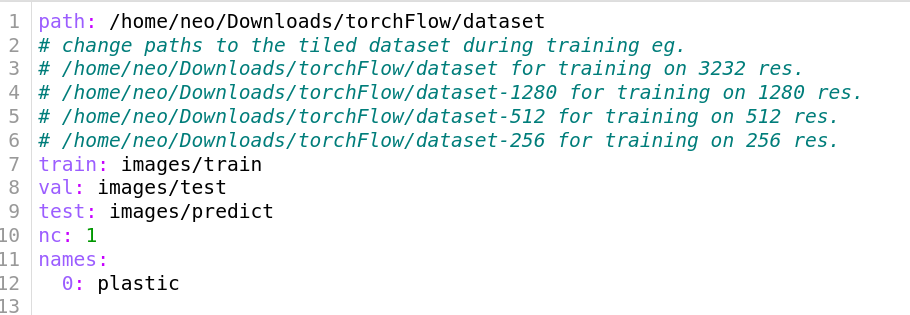 1 path: /home/neo/Downloads/torchFlow/dataset
2 # change paths to the tiled dataset during training eg.
3 # /home/neo/Downloads/torchFlow/dataset for training on 3232 res.
4 # /home/neo/Downloads/torchFlow/dataset-1280 for training on 1280 res.
5 # /home/neo/Downloads/torchFlow/dataset-512 for training on 512 res.
6 # /home/neo/Downloads/torchFlow/dataset-256 for training on 256 res.
7 train: images/train
8 val: images/test
9 test: images/predict
10 nc: 1
11 names:
12   0: plastic
13